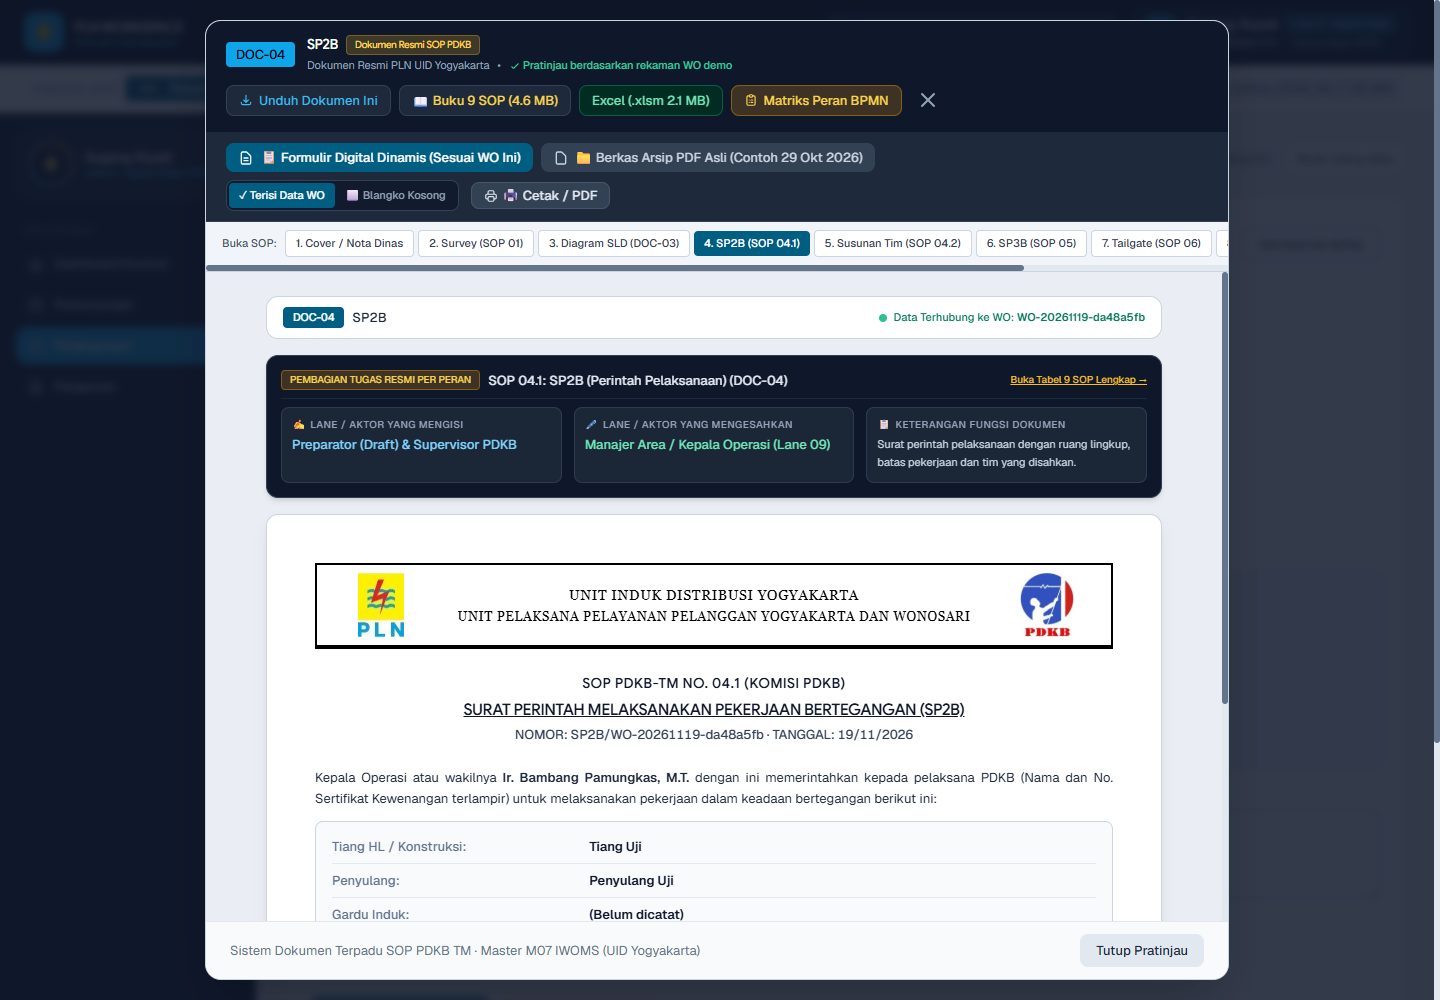 DOC-04
SP2B Dokumen Resmi SOP PDKB
Dokumen Resmi PLN UID Yogyakarta • ✓ Pratinjau berdasarkan rekaman WO demo
Unduh Dokumen Ini
Buku 9 SOP (4.6 MB)
Excel (.xlsm 2.1 MB)
Matriks Peran BPMN
Formulir Digital Dinamis (Sesuai WO Ini)
Berkas Arsip PDF Asli (Contoh 29 Okt 2026)
✓ Terisi Data WO
Blangko Kosong
Cetak / PDF
Buka SOP:
1. Cover / Nota Dinas
2. Survey (SOP 01)
3. Diagram SLD (DOC-03)
4. SP2B (SOP 04.1)
5. Susunan Tim (SOP 04.2)
6. SP3B (SOP 05)
7. Tailgate (SOP 06)
DOC-04 SP2B
Data Terhubung ke WO: WO-20261119-da48a5fb
PEMBAGIAN TUGAS RESMI PER PERAN SOP 04.1: SP2B (Perintah Pelaksanaan) (DOC-04)
Buka Tabel 9 SOP Lengkap →
LANE / AKTOR YANG MENGISI
Preparator (Draft) & Supervisor PDKB
LANE / AKTOR YANG MENGESAHKAN
Manajer Area / Kepala Operasi (Lane 09)
KETERANGAN FUNGSI DOKUMEN
Surat perintah pelaksanaan dengan ruang lingkup,
batas pekerjaan dan tim yang disahkan.
PLN
UNIT INDUK DISTRIBUSI YOGYAKARTA
UNIT PELAKSANA PELAYANAN PELANGGAN YOGYAKARTA DAN WONOSARI
PDKB
SOP PDKB-TM NO. 04.1 (KOMISI PDKB)
SURAT PERINTAH MELAKSANAKAN PEKERJAAN BERTEGANGAN (SP2B)
NOMOR: SP2B/WO-20261119-da48a5fb · TANGGAL: 19/11/2026
Kepala Operasi atau wakilnya Ir. Bambang Pamungkas, M.T. dengan ini memerintahkan kepada pelaksana PDKB (Nama dan No.
Sertifikat Kewenangan terlampir) untuk melaksanakan pekerjaan dalam keadaan bertegangan berikut ini:
Tiang HL / Konstruksi: Tiang Uji
Penyulang: Penyulang Uji
Gardu Induk: (Belum dicatat)
Sistem Dokumen Terpadu SOP PDKB TM · Master M07 IWOMS (UID Yogyakarta)
Tutup Pratinjau